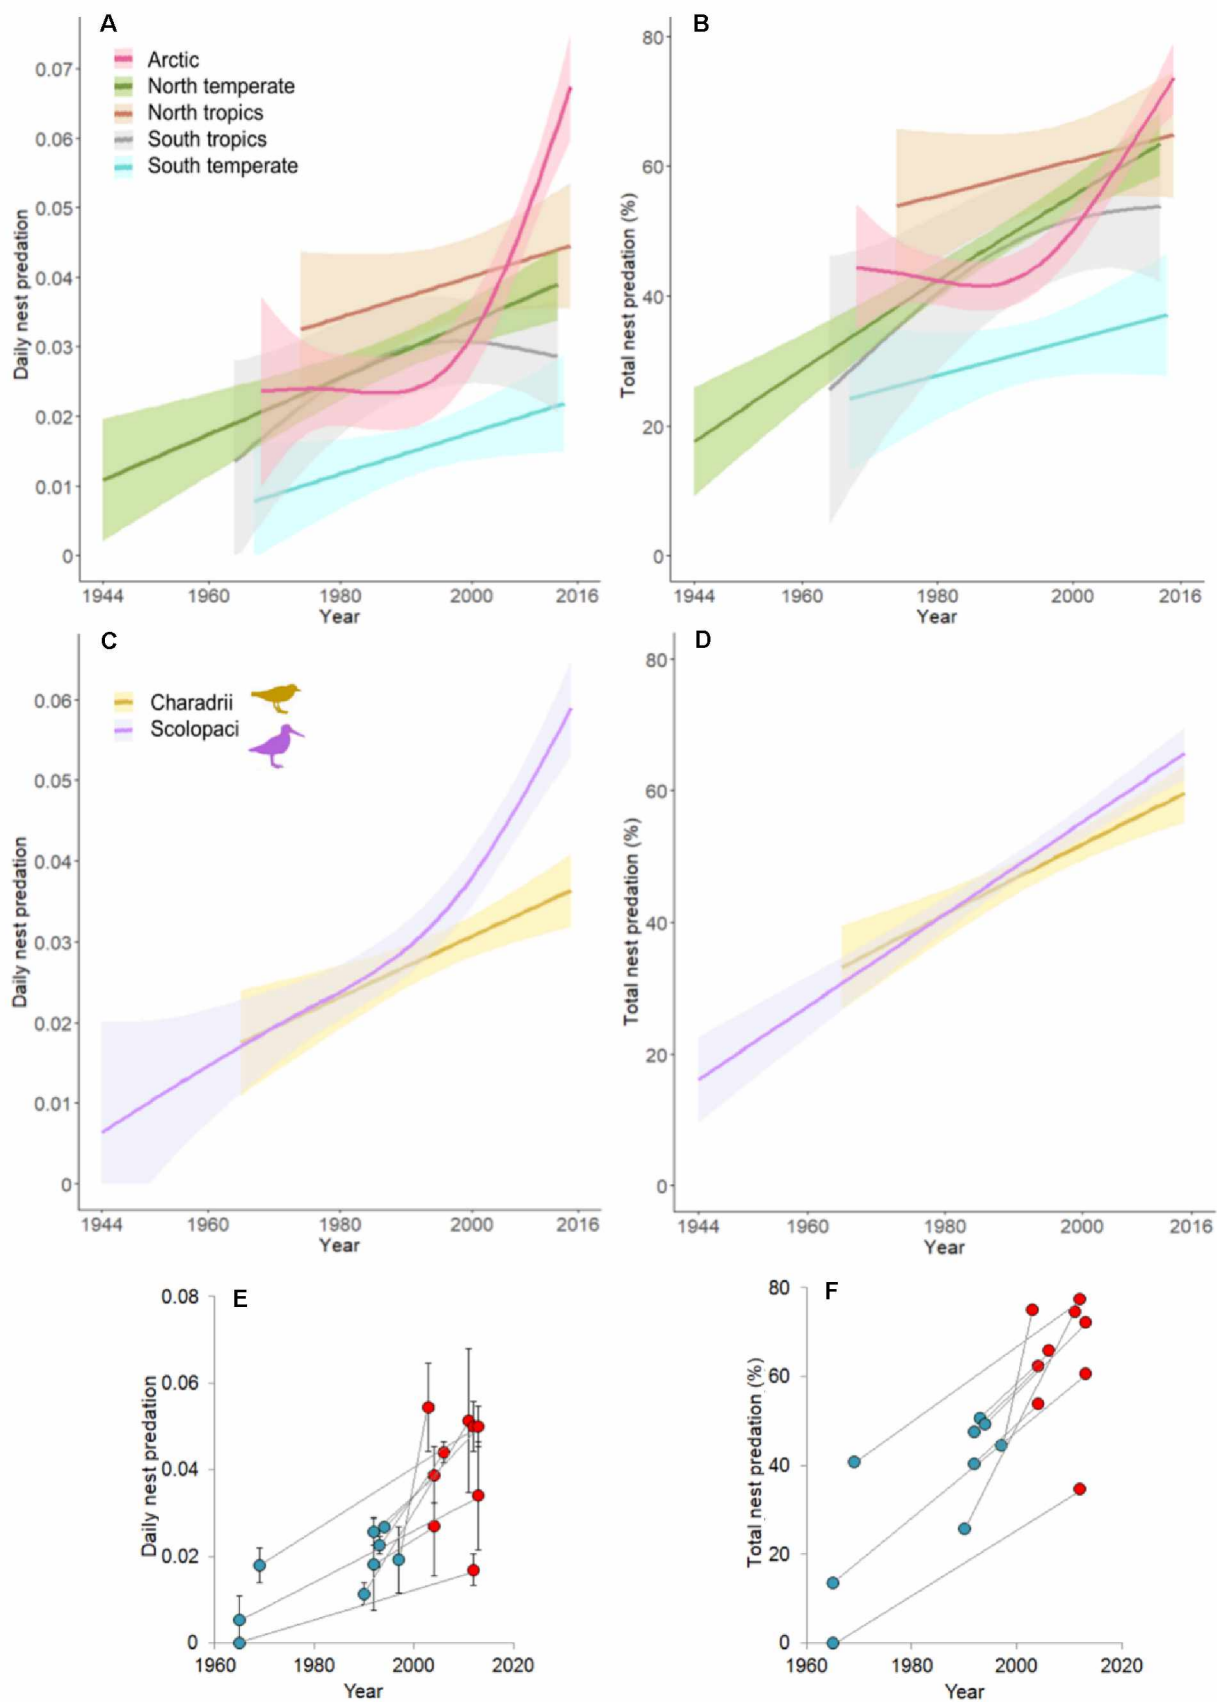 A
Arctic
North temperate
North tropics
South tropics
South temperate
Daily nest predation
0.07
0.06
0.05
0.04
0.03
0.02
0.01
0
1944 1960 1980 2000 2016
Year
B
Total nest predation (%)
80
60
40
20
0
1944 1960 1980 2000 2016
Year
C
Charadrii
Scolopaci
Daily nest predation
0.06
0.05
0.04
0.03
0.02
0.01
0
1944 1960 1980 2000 2016
Year
D
Total nest predation (%)
80
60
40
20
0
1944 1960 1980 2000 2016
Year
E
Daily nest predation
0.08
0.06
0.04
0.02
0
1960 1980 2000 2020
Year
F
Total nest predation (%)
80
60
40
20
0
1960 1980 2000 2020
Year